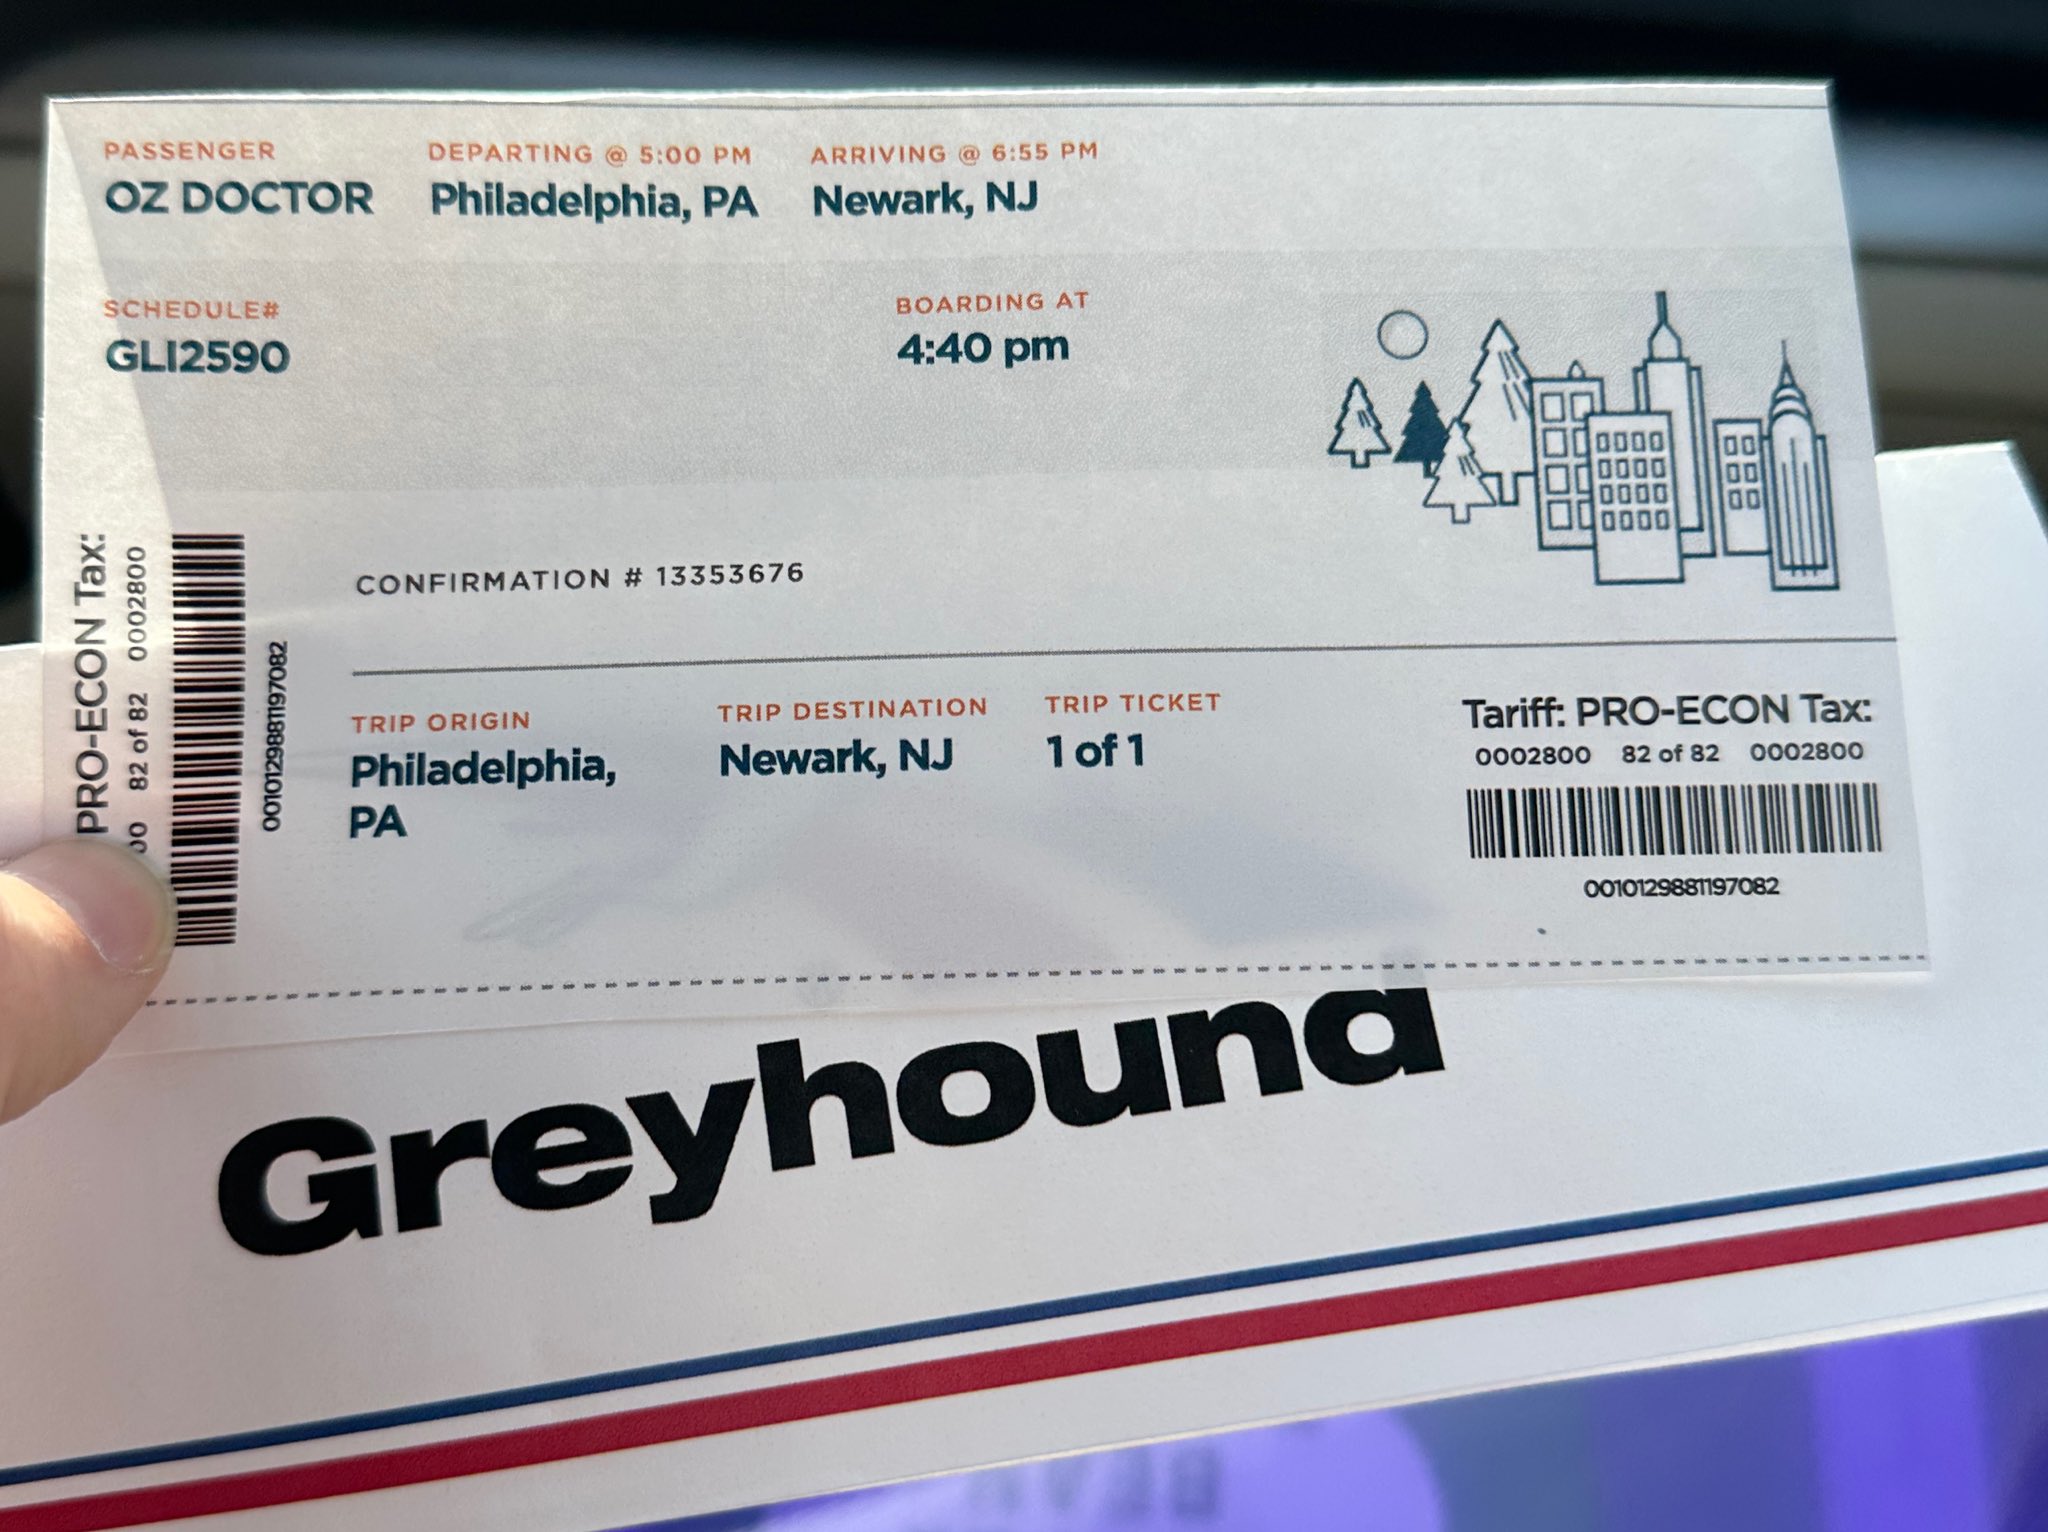 PASSENGER
OZ DOCTOR
DEPARTING @ 5:00 PM
Philadelphia, PA
ARRIVING @ 6:55 PM
Newark, NJ
SCHEDULE#
GLI2590
BOARDING AT
4:40 pm
CONFIRMATION # 13353676
TRIP ORIGIN
Philadelphia,
PA
TRIP DESTINATION
Newark, NJ
TRIP TICKET
1 of 1
Tariff: PRO-ECON Tax:
0002800 82 of 82 0002800
0010129881197082
PRO-ECON Tax:
00 82 of 82 0002800
0010129881197082
Greyhound